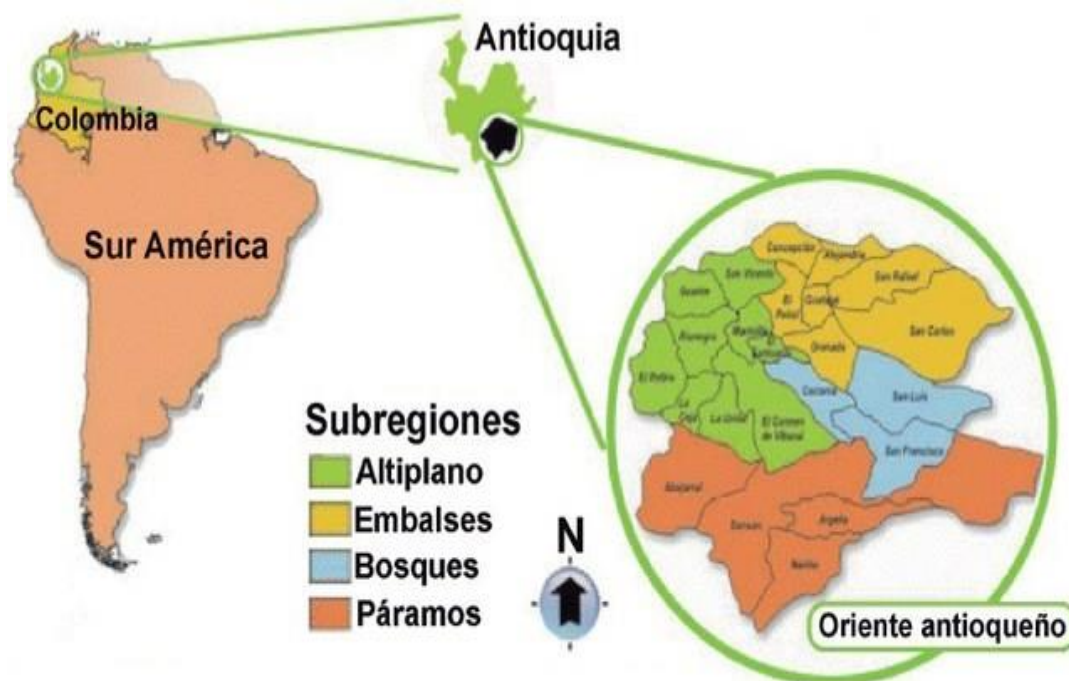 Antioquia
Colombia
Sur América
Subregiones
Altiplano
Embalses
Bosques
Páramos
N
Concepción
Alejandría
San Vicente
San Rafael
Guarne
El Peñol
Guatapé
Marinilla
Rionegro
San Carlos
El Santuario
Granada
El Retiro
Cocorná
San Luis
La Ceja
La Unión
El Carmen de Viboral
San Francisco
Abejorral
Sonsón
Argelia
Nariño
Oriente antioqueño